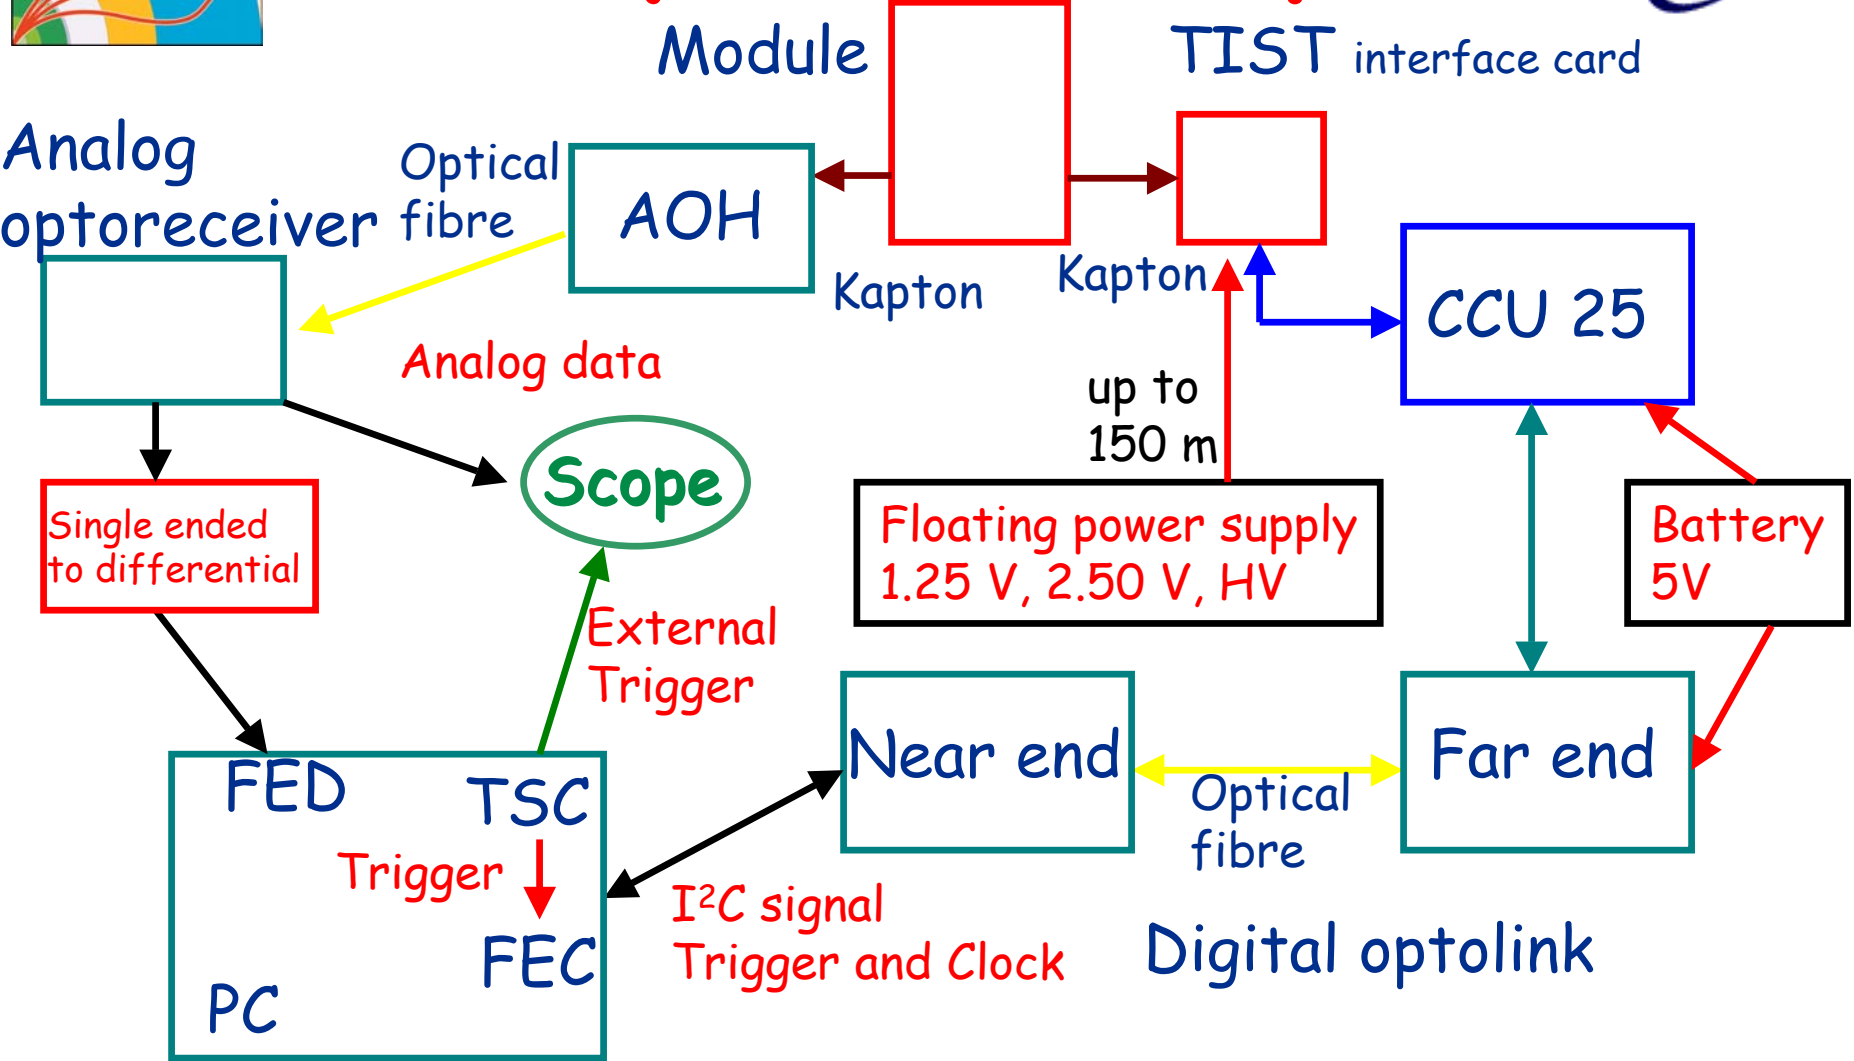 Module
TIST interface card
Analog
optoreceiver
Optical
fibre
AOH
Kapton
Kapton
CCU 25
Analog data
up to
150 m
Scope
Single ended
to differential
Floating power supply
1.25 V, 2.50 V, HV
Battery
5V
External
Trigger
Near end
Far end
Optical
fibre
FED
TSC
Trigger
FEC
PC
I²C signal
Trigger and Clock
Digital optolink